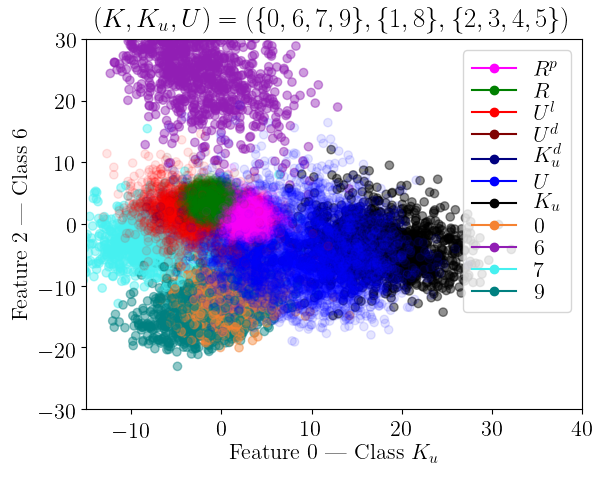 (K, K_u, U) = ({0, 6, 7, 9}, {1, 8}, {2, 3, 4, 5})
30
20
10
0
−10
−20
−30
Feature 2 — Class 6
−10
0
10
20
30
40
Feature 0 — Class K_u
R^p
R
U^l
U^d
K_u^d
U
K_u
0
6
7
9